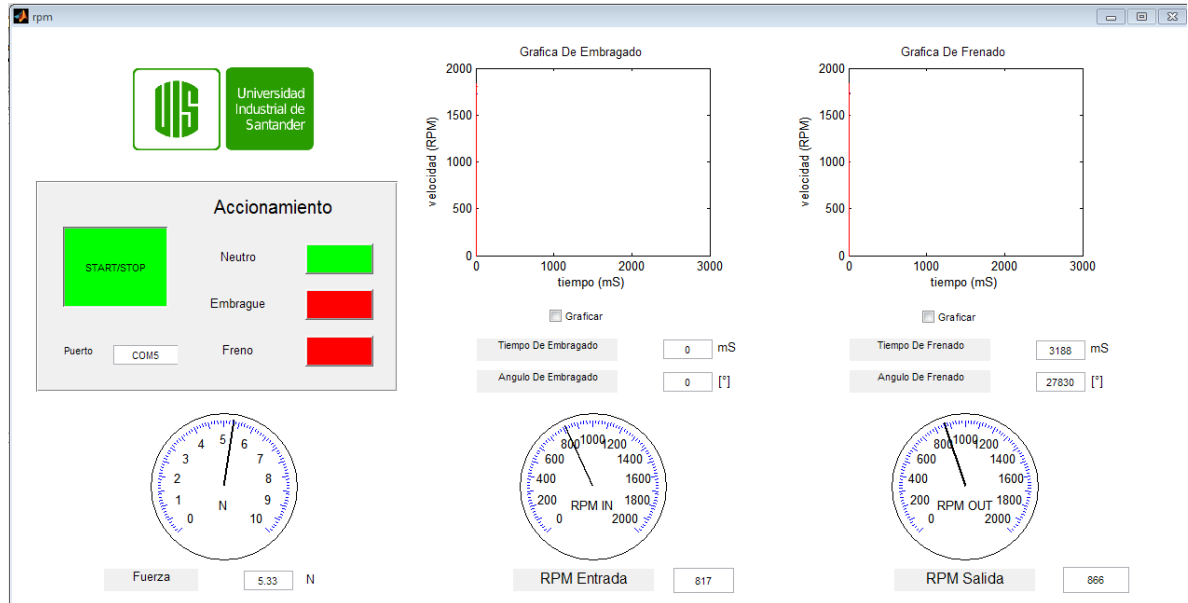 rpm
UIS
Universidad
Industrial de
Santander
Accionamiento
START/STOP
Neutro
Embrague
Freno
Puerto
COM5
Grafica De Embragado
velocidad (RPM)
2000
1500
1000
500
0
0 1000 2000 3000
tiempo (mS)
Graficar
Tiempo De Embragado 0 mS
Angulo De Embragado 0 [°]
Grafica De Frenado
velocidad (RPM)
2000
1500
1000
500
0
0 1000 2000 3000
tiempo (mS)
Graficar
Tiempo De Frenado 3188 mS
Angulo De Frenado 27830 [°]
0 1 2 3 4 5 6 7 8 9 10
N
Fuerza 5.33 N
0 200 400 600 800 1000 1200 1400 1600 1800 2000
RPM IN
RPM Entrada 817
0 200 400 600 800 1000 1200 1400 1600 1800 2000
RPM OUT
RPM Salida 866